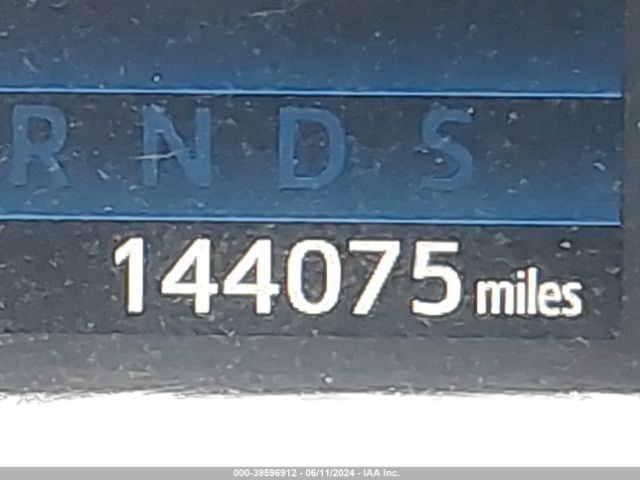 R N D S
144075 miles
000-39596912 - 06/11/2024 - IAA Inc.